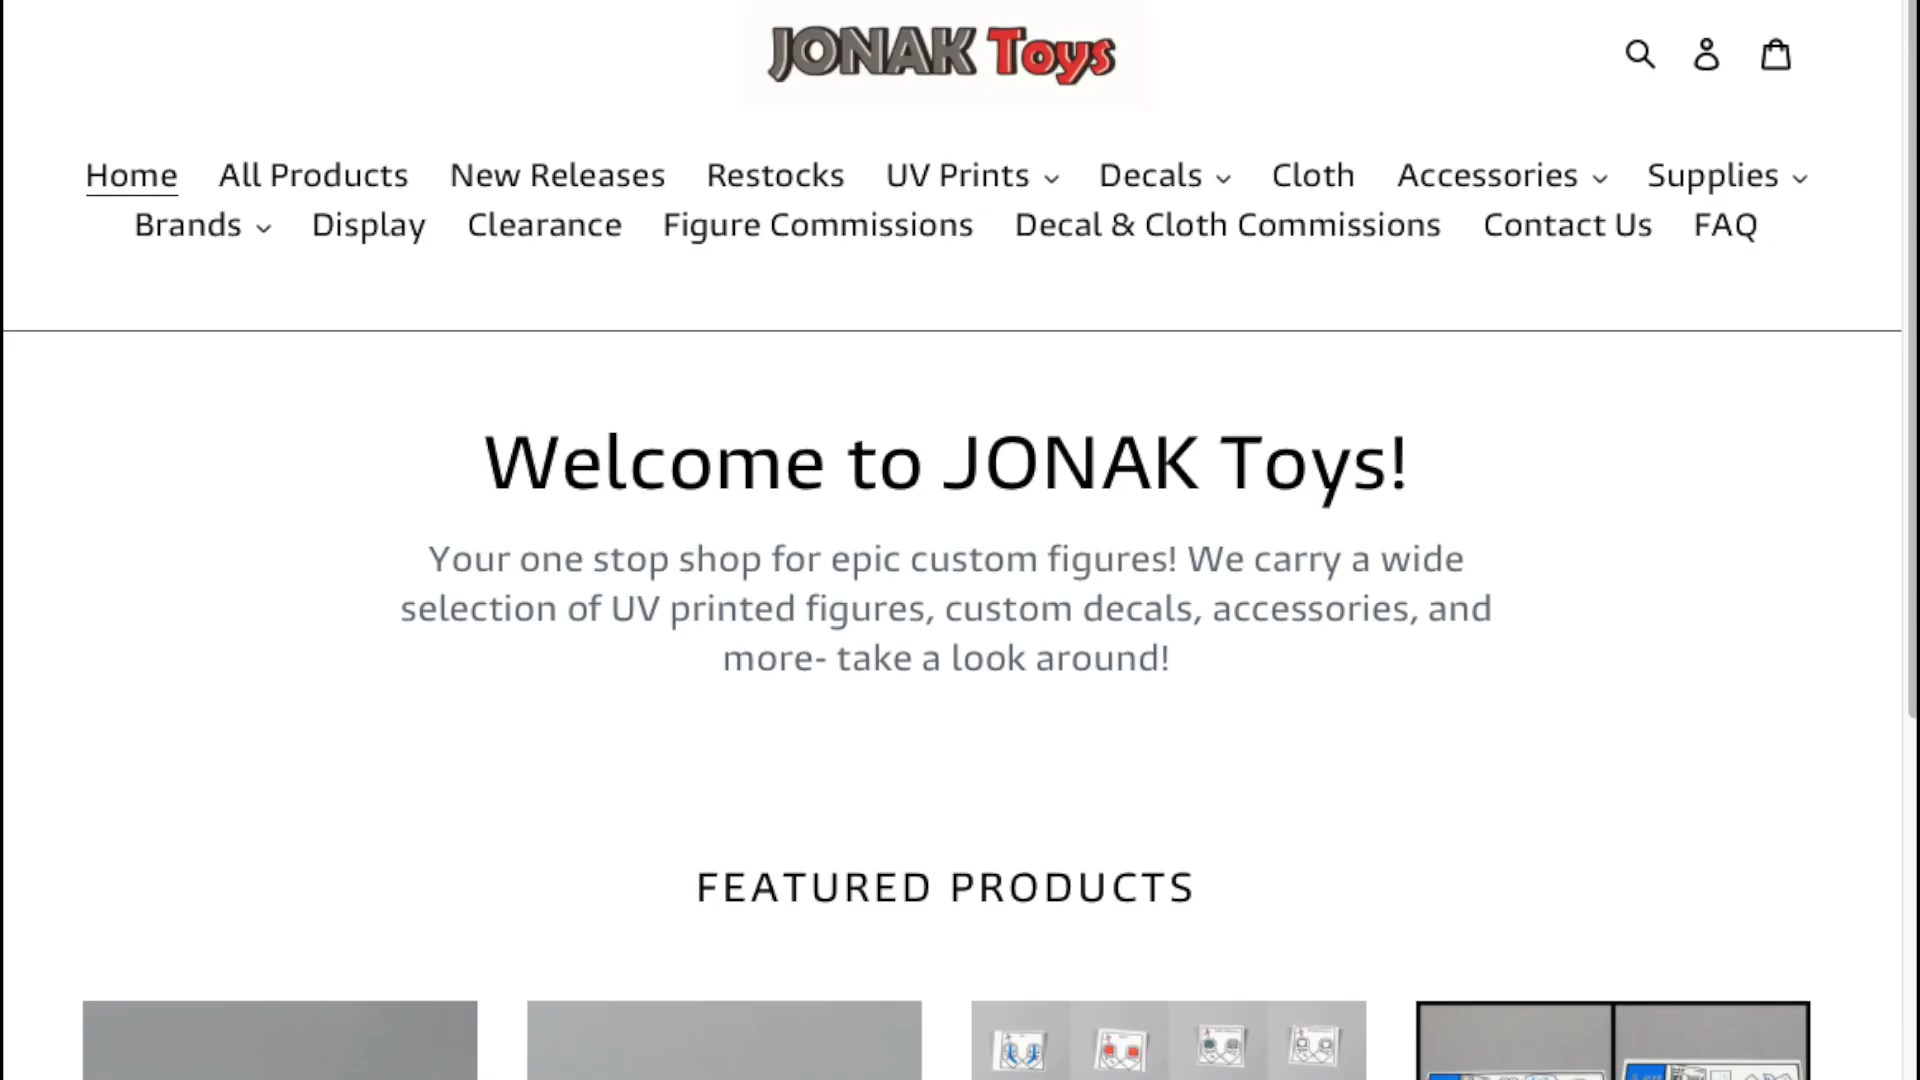 JONAK Toys
Home All Products New Releases Restocks UV Prints Decals Cloth Accessories Supplies
Brands Display Clearance Figure Commissions Decal & Cloth Commissions Contact Us FAQ
Welcome to JONAK Toys!
Your one stop shop for epic custom figures! We carry a wide
selection of UV printed figures, custom decals, accessories, and
more- take a look around!
FEATURED PRODUCTS